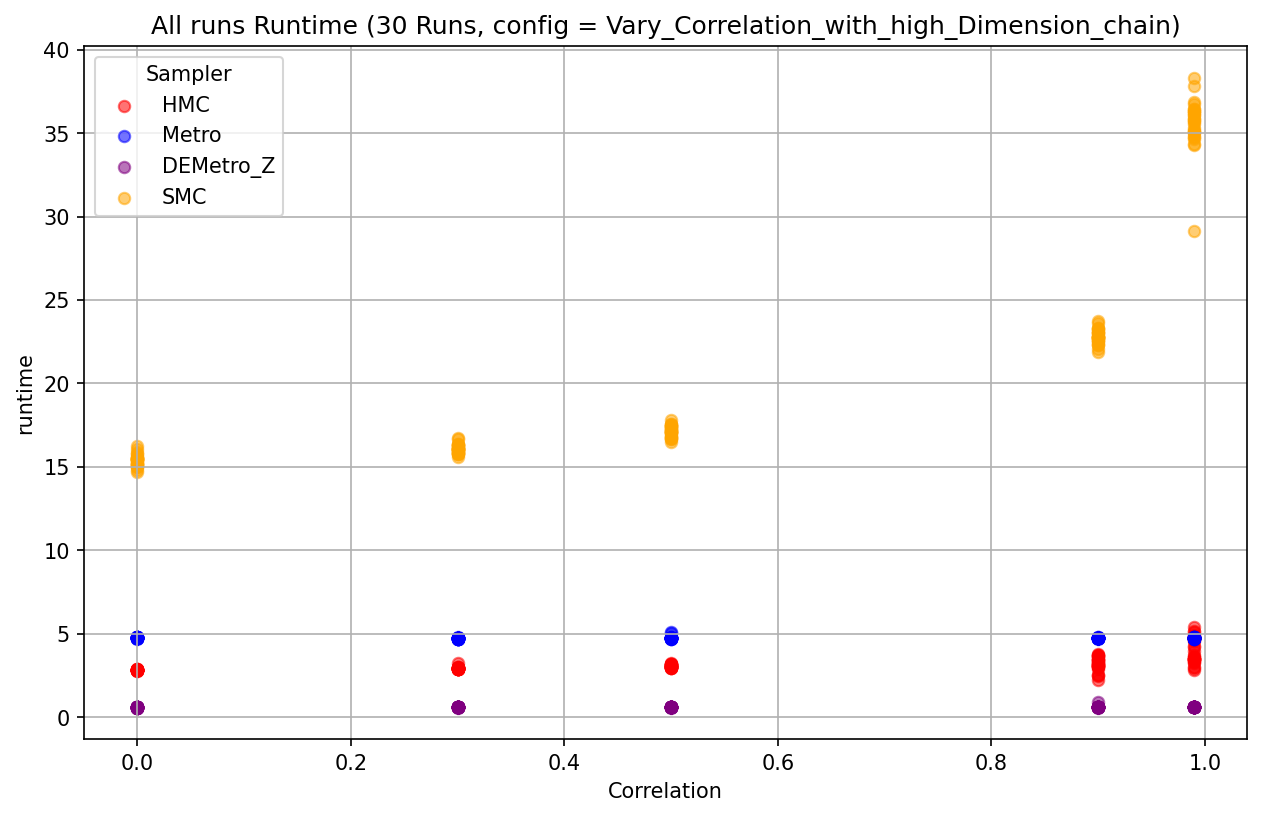 All runs Runtime (30 Runs, config = Vary_Correlation_with_high_Dimension_chain)
Sampler
HMC
Metro
DEMetro_Z
SMC
40
35
30
25
20
15
10
5
0
runtime
0.0 0.2 0.4 0.6 0.8 1.0
Correlation